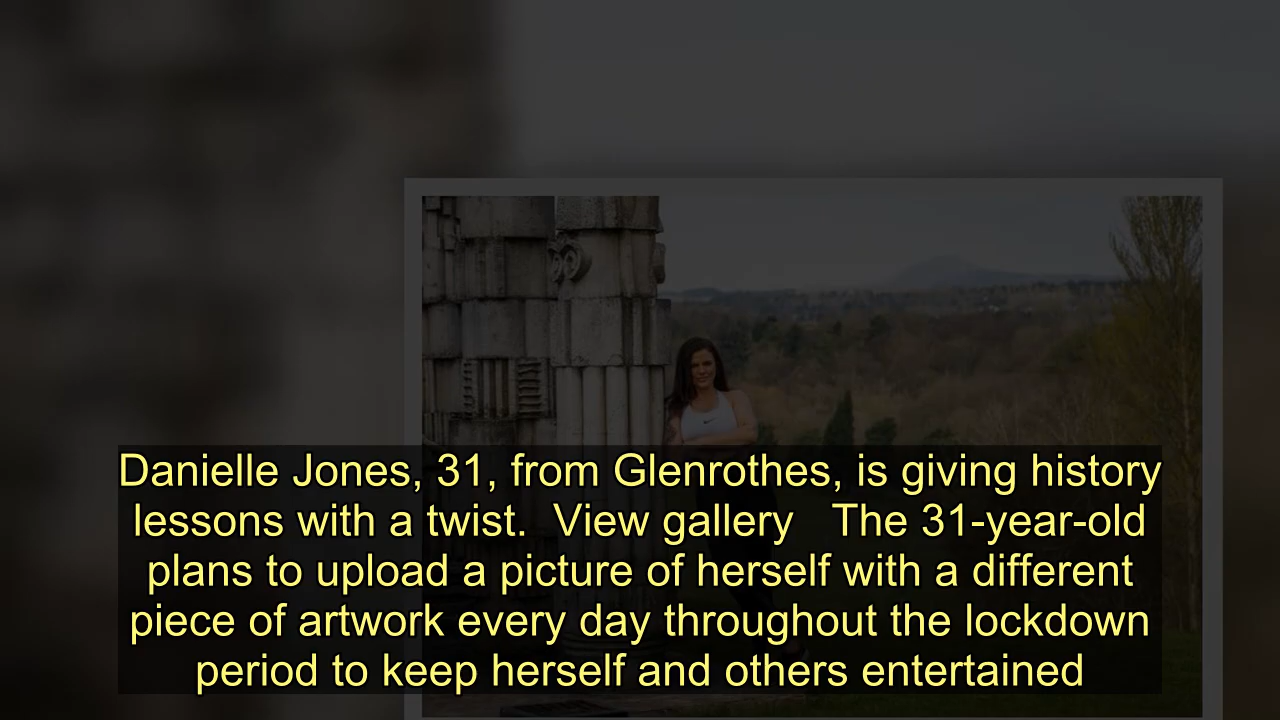 Danielle Jones, 31, from Glenrothes, is giving history
lessons with a twist.  View gallery   The 31-year-old
plans to upload a picture of herself with a different
piece of artwork every day throughout the lockdown
period to keep herself and others entertained